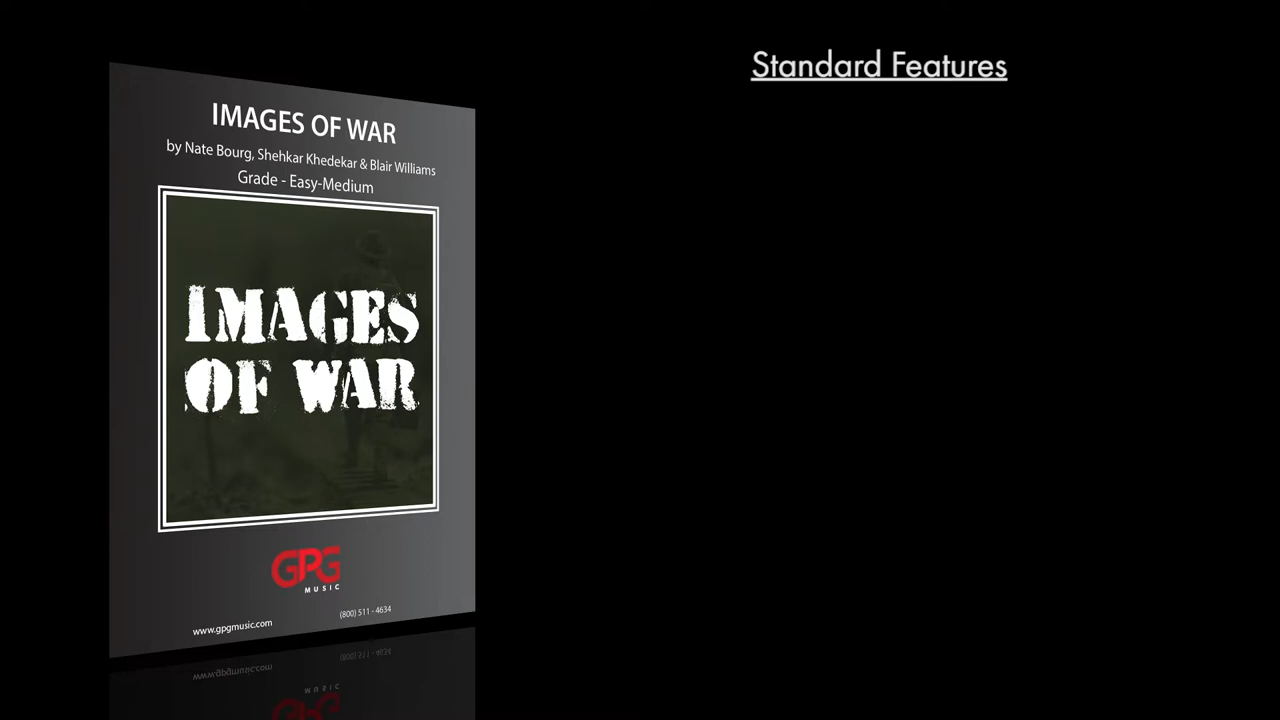 Standard Features
IMAGES OF WAR
by Nate Bourg, Shehkar Khedekar & Blair Williams
Grade - Easy-Medium
IMAGES
OF WAR
GPG
MUSIC
www.gpgmusic.com
(800) 511 - 4634